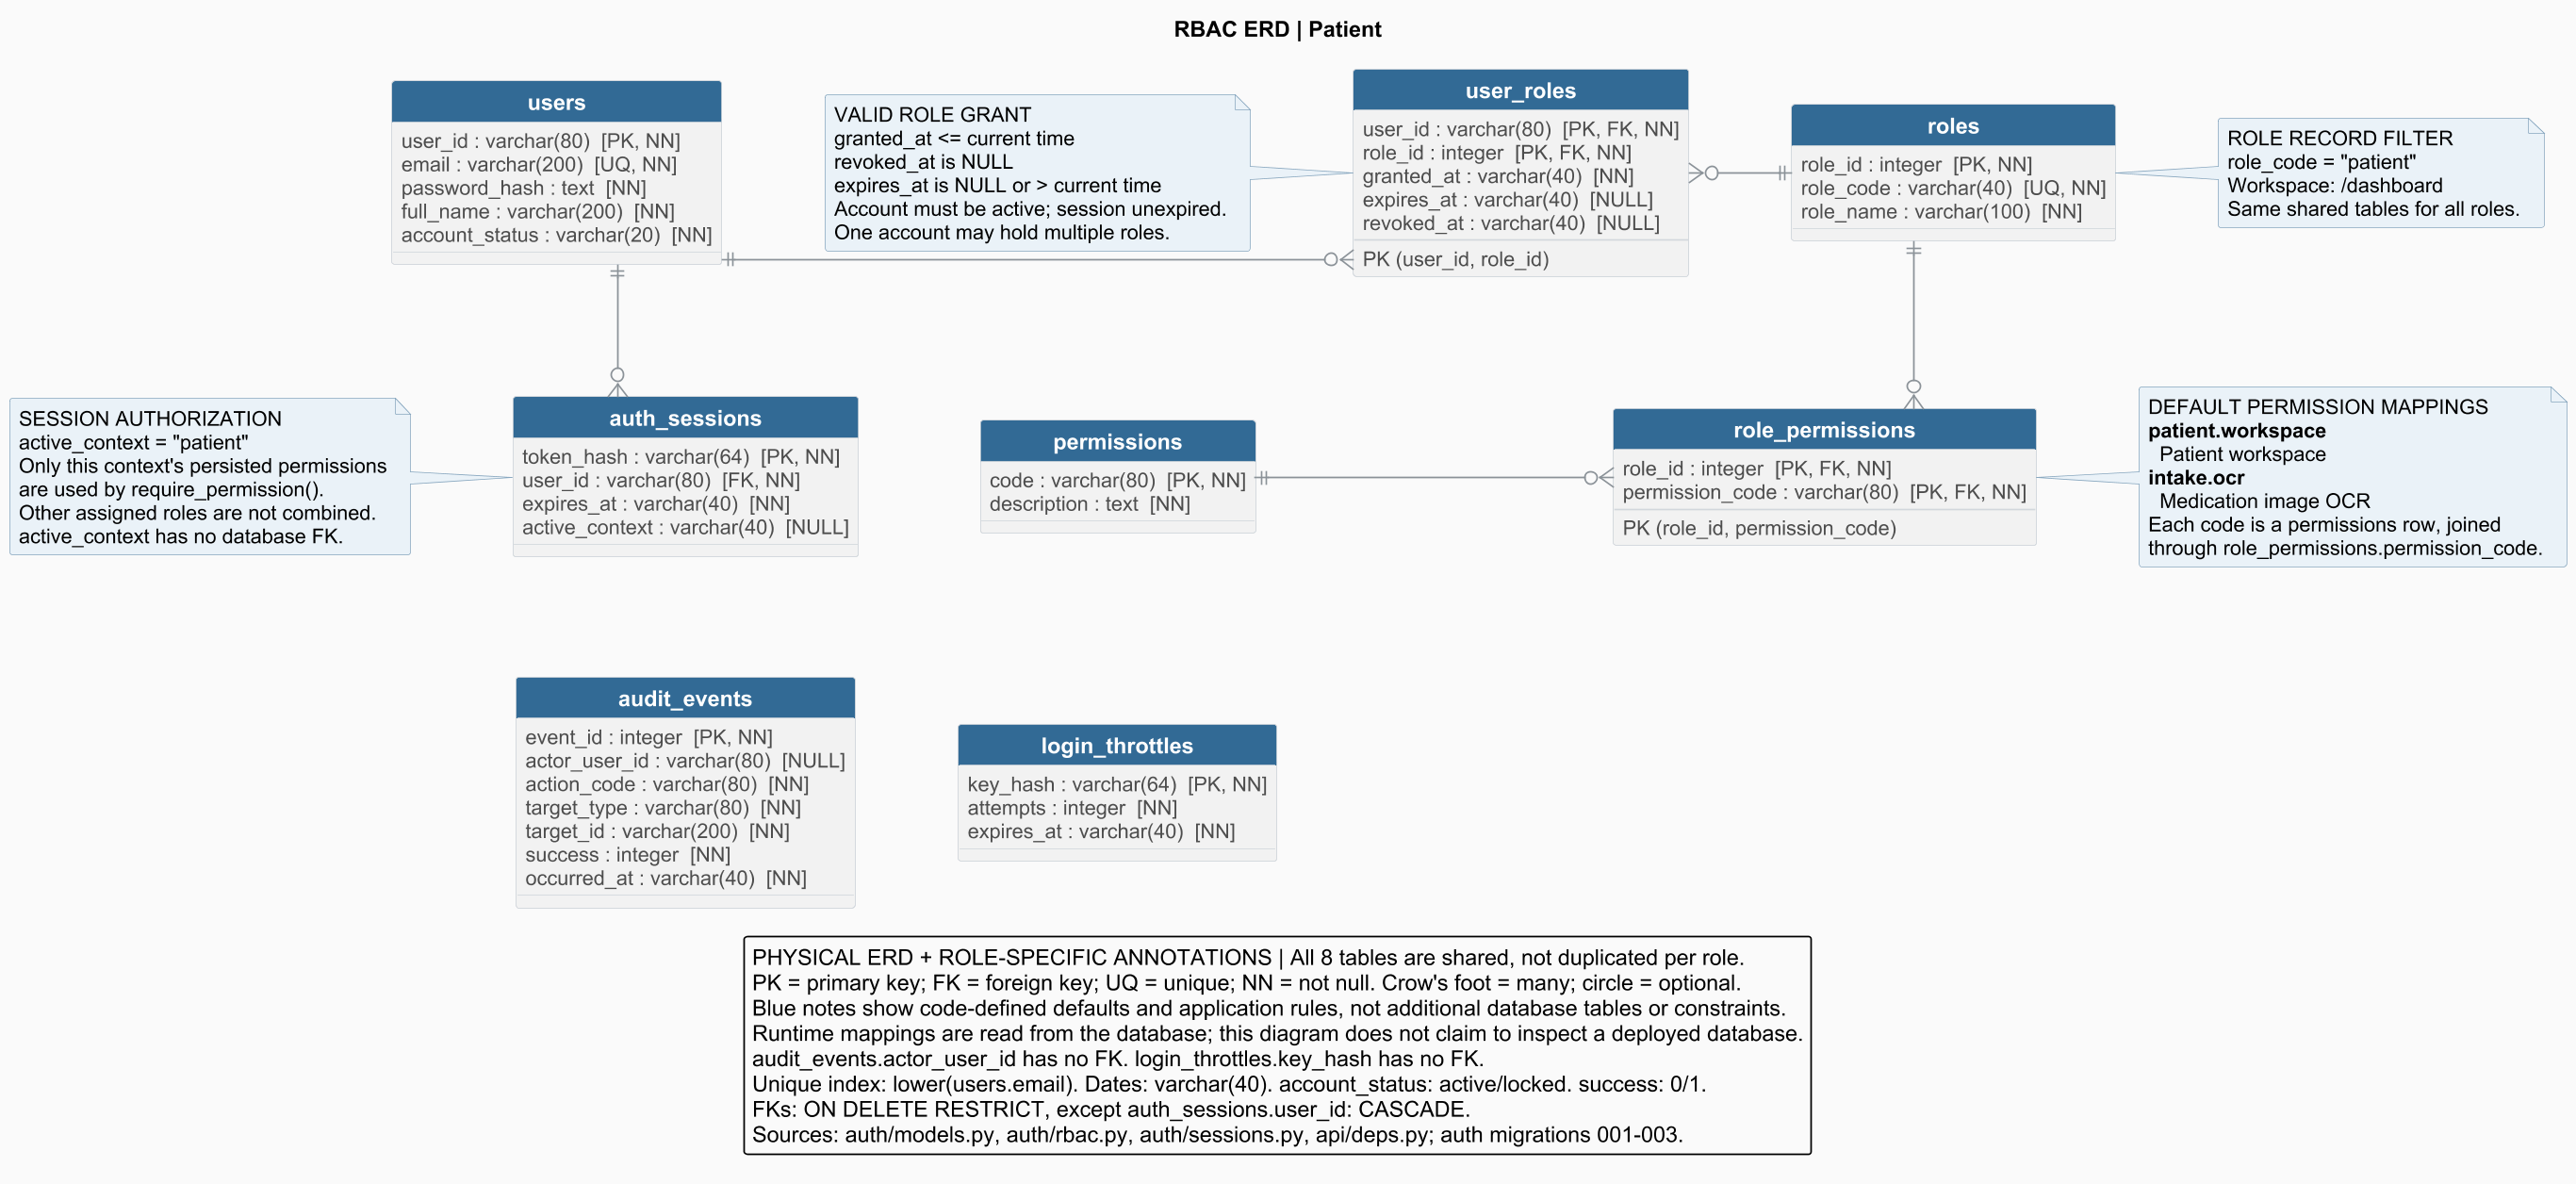 RBAC ERD | Patient
users
user_id : varchar(80)  [PK, NN]
email : varchar(200)  [UQ, NN]
password_hash : text  [NN]
full_name : varchar(200)  [NN]
account_status : varchar(20)  [NN]
VALID ROLE GRANT
granted_at <= current time
revoked_at is NULL
expires_at is NULL or > current time
Account must be active; session unexpired.
One account may hold multiple roles.
user_roles
user_id : varchar(80)  [PK, FK, NN]
role_id : integer  [PK, FK, NN]
granted_at : varchar(40)  [NN]
expires_at : varchar(40)  [NULL]
revoked_at : varchar(40)  [NULL]
PK (user_id, role_id)
roles
role_id : integer  [PK, NN]
role_code : varchar(40)  [UQ, NN]
role_name : varchar(100)  [NN]
ROLE RECORD FILTER
role_code = "patient"
Workspace: /dashboard
Same shared tables for all roles.
SESSION AUTHORIZATION
active_context = "patient"
Only this context's persisted permissions
are used by require_permission().
Other assigned roles are not combined.
active_context has no database FK.
auth_sessions
token_hash : varchar(64)  [PK, NN]
user_id : varchar(80)  [FK, NN]
expires_at : varchar(40)  [NN]
active_context : varchar(40)  [NULL]
permissions
code : varchar(80)  [PK, NN]
description : text  [NN]
role_permissions
role_id : integer  [PK, FK, NN]
permission_code : varchar(80)  [PK, FK, NN]
PK (role_id, permission_code)
DEFAULT PERMISSION MAPPINGS
patient.workspace
Patient workspace
intake.ocr
Medication image OCR
Each code is a permissions row, joined
through role_permissions.permission_code.
audit_events
event_id : integer  [PK, NN]
actor_user_id : varchar(80)  [NULL]
action_code : varchar(80)  [NN]
target_type : varchar(80)  [NN]
target_id : varchar(200)  [NN]
success : integer  [NN]
occurred_at : varchar(40)  [NN]
login_throttles
key_hash : varchar(64)  [PK, NN]
attempts : integer  [NN]
expires_at : varchar(40)  [NN]
PHYSICAL ERD + ROLE-SPECIFIC ANNOTATIONS | All 8 tables are shared, not duplicated per role.
PK = primary key; FK = foreign key; UQ = unique; NN = not null. Crow's foot = many; circle = optional.
Blue notes show code-defined defaults and application rules, not additional database tables or constraints.
Runtime mappings are read from the database; this diagram does not claim to inspect a deployed database.
audit_events.actor_user_id has no FK. login_throttles.key_hash has no FK.
Unique index: lower(users.email). Dates: varchar(40). account_status: active/locked. success: 0/1.
FKs: ON DELETE RESTRICT, except auth_sessions.user_id: CASCADE.
Sources: auth/models.py, auth/rbac.py, auth/sessions.py, api/deps.py; auth migrations 001-003.